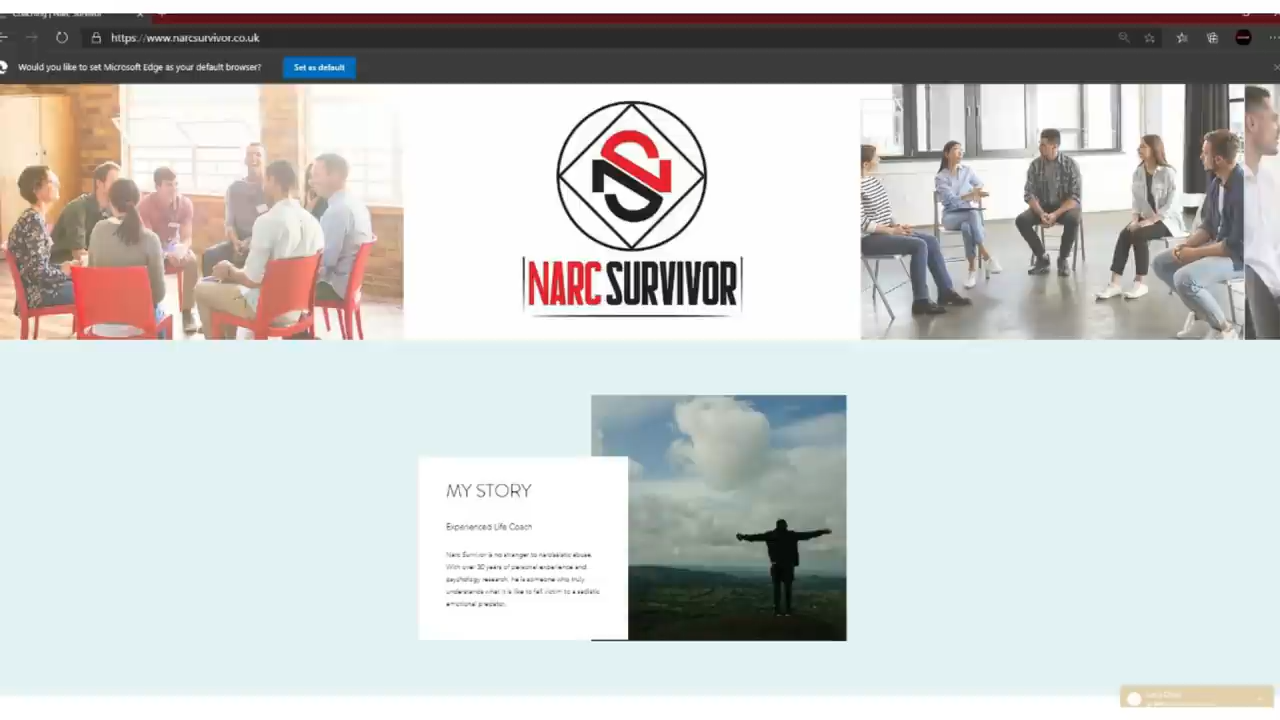 Coaching | Narc Survivor
https://www.narcsurvivor.co.uk
Would you like to set Microsoft Edge as your default browser?
Set as default
NARC SURVIVOR
MY STORY
Experienced Life Coach
Narc Survivor is no stranger to narcissistic abuse.
With over 30 years of personal experience and
psychology research, he is someone who truly
understands what it is like to fall victim to a sadistic
emotional predator.